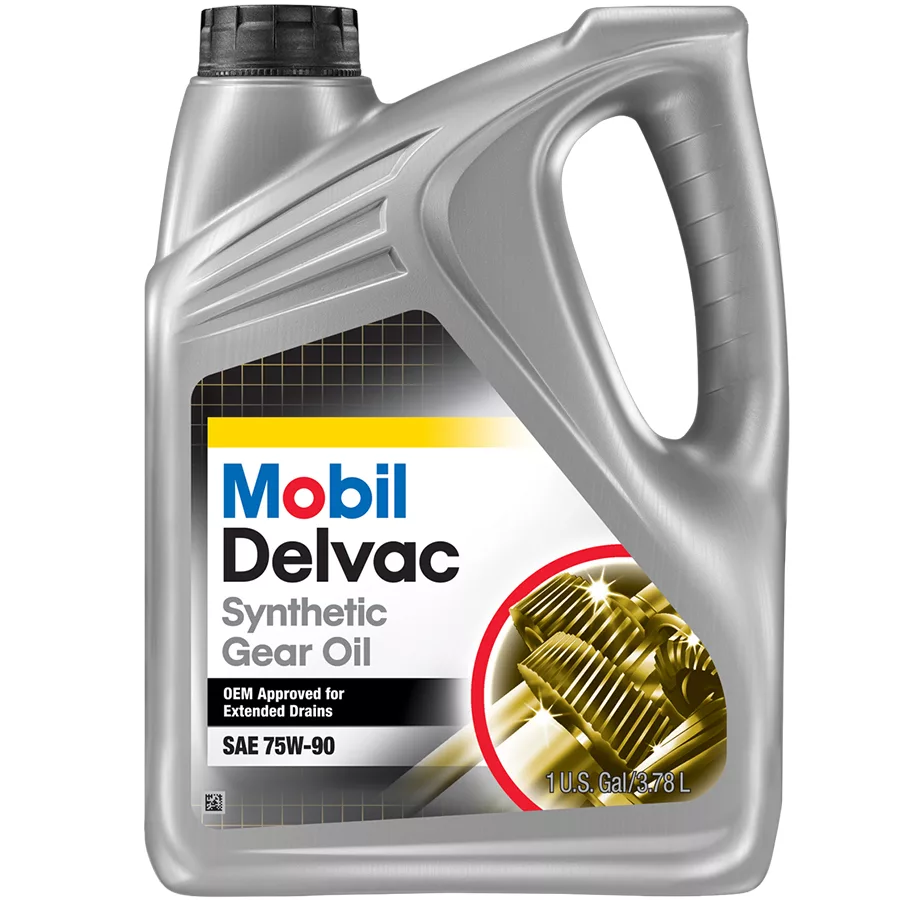 Mobil
Delvac
Synthetic
Gear Oil
OEM Approved for
Extended Drains
SAE 75W-90
1 U.S. Gal/3.78 L